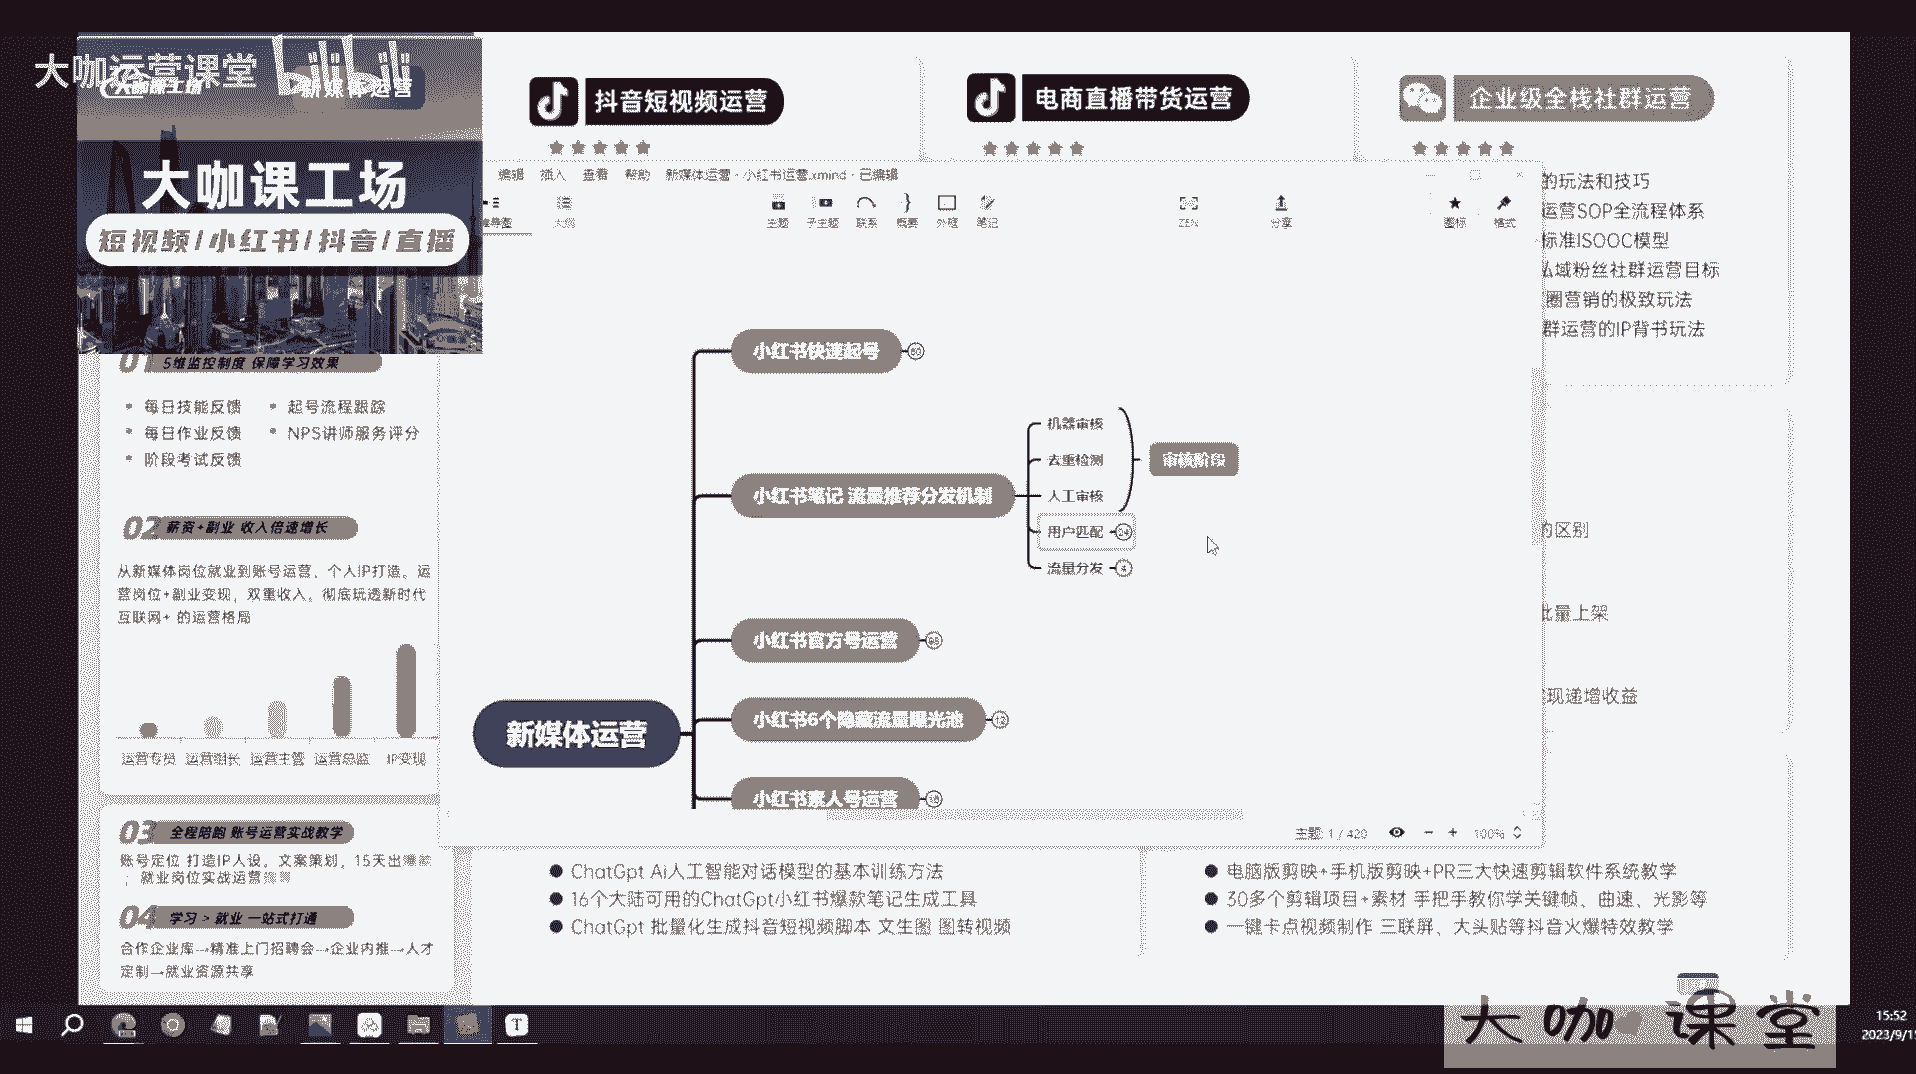 大咖运营课堂
bilibili
大咖课工场
新媒体运营
大咖课工场
短视频/小红书/抖音/直播
抖音短视频运营
电商直播带货运营
企业级全栈社群运营
编辑 插入 查看 帮助 新媒体运营 - 小红书运营.xmind - 已编辑
大纲 主题 子主题 联系 概要 外框 笔记 ZEN 分享 图标 格式
的玩法和技巧
运营SOP全流程体系
标准ISOOC模型
私域粉丝社群运营目标
圈营销的极致玩法
群运营的IP背书玩法
小红书快速起号
机器审核
去重检测
人工审核
审核阶段
小红书笔记 流量推荐分发机制
用户匹配 24
流量分发 4
小红书官方号运营
小红书6个隐藏流量曝光池 12
新媒体运营
小红书素人号运营
主题: 1 / 420
100%
的区别
批量上架
现递增收益
01 5维监控制度 保障学习效果
每日技能反馈 起号流程跟踪
每日作业反馈 NPS讲师服务评分
阶段考试反馈
02 薪资+副业 收入倍速增长
从新媒体岗位就业到账号运营、个人IP打造。运
营岗位+副业变现，双重收入。彻底玩透新时代
互联网+ 的运营格局
运营专员 运营组长 运营主管 运营总监 IP变现
03 全程陪跑 账号运营实战教学
账号定位 打造IP人设。文案策划，15天出爆款
；就业岗位实战运营
04 学习 > 就业 一站式打通
合作企业库→精准上门招聘会→企业内推→人才
定制→就业资源共享
ChatGpt Ai人工智能对话模型的基本训练方法
16个大陆可用的ChatGpt小红书爆款笔记生成工具
ChatGpt 批量化生成抖音短视频脚本 文生图 图转视频
电脑版剪映+手机版剪映+PR三大快速剪辑软件系统教学
30多个剪辑项目+素材 手把手教你学关键帧、曲速、光影等
一键卡点视频制作 三联屏、大头贴等抖音火爆特效教学
大咖课堂
15:52
2023/9/1